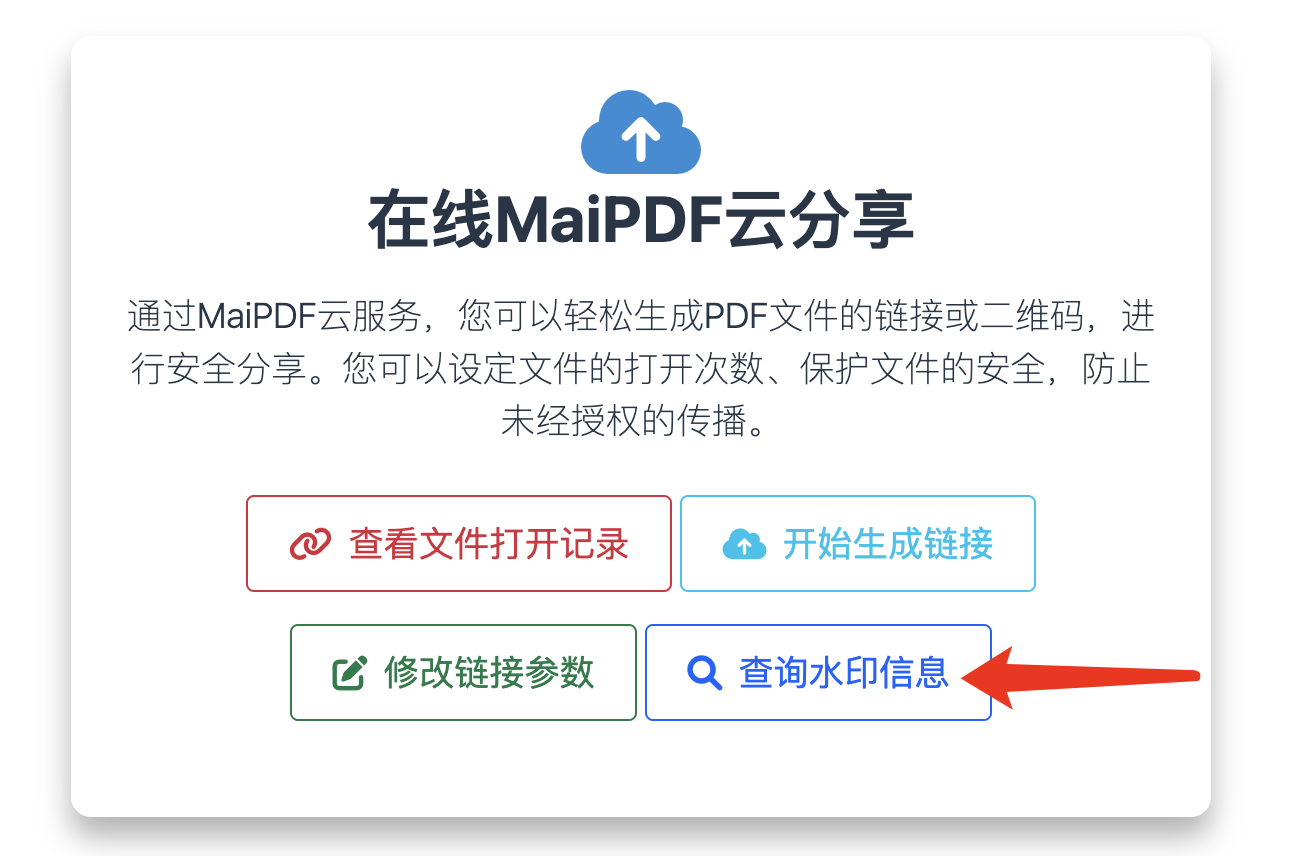 在线MaiPDF云分享
通过MaiPDF云服务，您可以轻松生成PDF文件的链接或二维码，进
行安全分享。您可以设定文件的打开次数、保护文件的安全，防止
未经授权的传播。
查看文件打开记录
开始生成链接
修改链接参数
查询水印信息